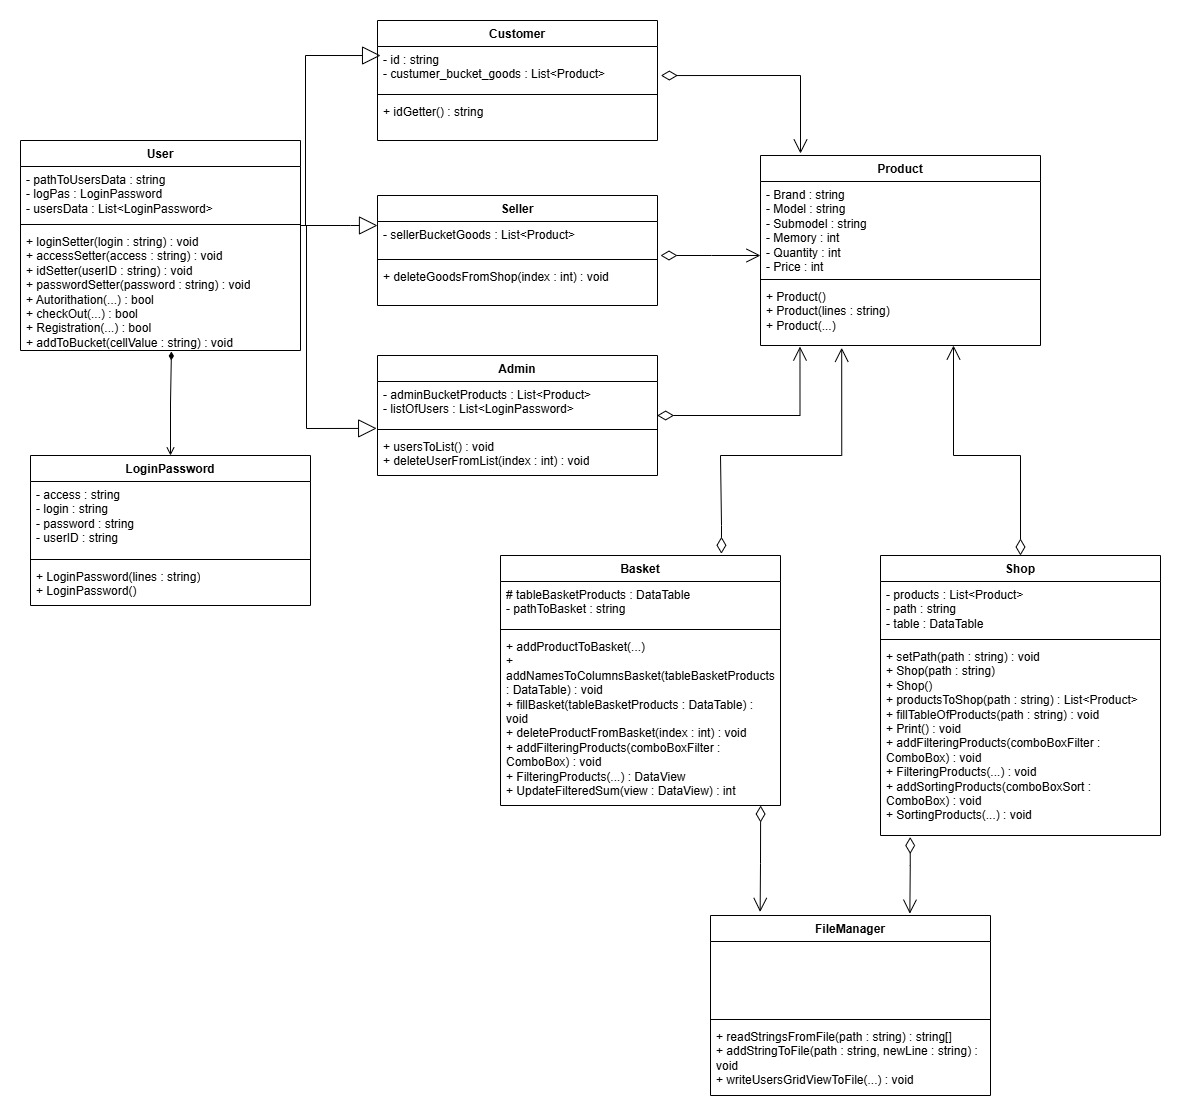 Customer
- id : string
- custumer_bucket_goods : List<Product>
+ idGetter() : string
User
- pathToUsersData : string
- logPas : LoginPassword
- usersData : List<LoginPassword>
+ loginSetter(login : string) : void
+ accessSetter(access : string) : void
+ idSetter(userID : string) : void
+ passwordSetter(password : string) : void
+ Autorithation(...) : bool
+ checkOut(...) : bool
+ Registration(...) : bool
+ addToBucket(cellValue : string) : void
Seller
- sellerBucketGoods : List<Product>
+ deleteGoodsFromShop(index : int) : void
Product
- Brand : string
- Model : string
- Submodel : string
- Memory : int
- Quantity : int
- Price : int
+ Product()
+ Product(lines : string)
+ Product(...)
Admin
- adminBucketProducts : List<Product>
- listOfUsers : List<LoginPassword>
+ usersToList() : void
+ deleteUserFromList(index : int) : void
LoginPassword
- access : string
- login : string
- password : string
- userID : string
+ LoginPassword(lines : string)
+ LoginPassword()
Basket
# tableBasketProducts : DataTable
- pathToBasket : string
+ addProductToBasket(...)
+
addNamesToColumnsBasket(tableBasketProducts
: DataTable) : void
+ fillBasket(tableBasketProducts : DataTable) :
void
+ deleteProductFromBasket(index : int) : void
+ addFilteringProducts(comboBoxFilter :
ComboBox) : void
+ FilteringProducts(...) : DataView
+ UpdateFilteredSum(view : DataView) : int
Shop
- products : List<Product>
- path : string
- table : DataTable
+ setPath(path : string) : void
+ Shop(path : string)
+ Shop()
+ productsToShop(path : string) : List<Product>
+ fillTableOfProducts(path : string) : void
+ Print() : void
+ addFilteringProducts(comboBoxFilter :
ComboBox) : void
+ FilteringProducts(...) : void
+ addSortingProducts(comboBoxSort :
ComboBox) : void
+ SortingProducts(...) : void
FileManager
+ readStringsFromFile(path : string) : string[]
+ addStringToFile(path : string, newLine : string) :
void
+ writeUsersGridViewToFile(...) : void